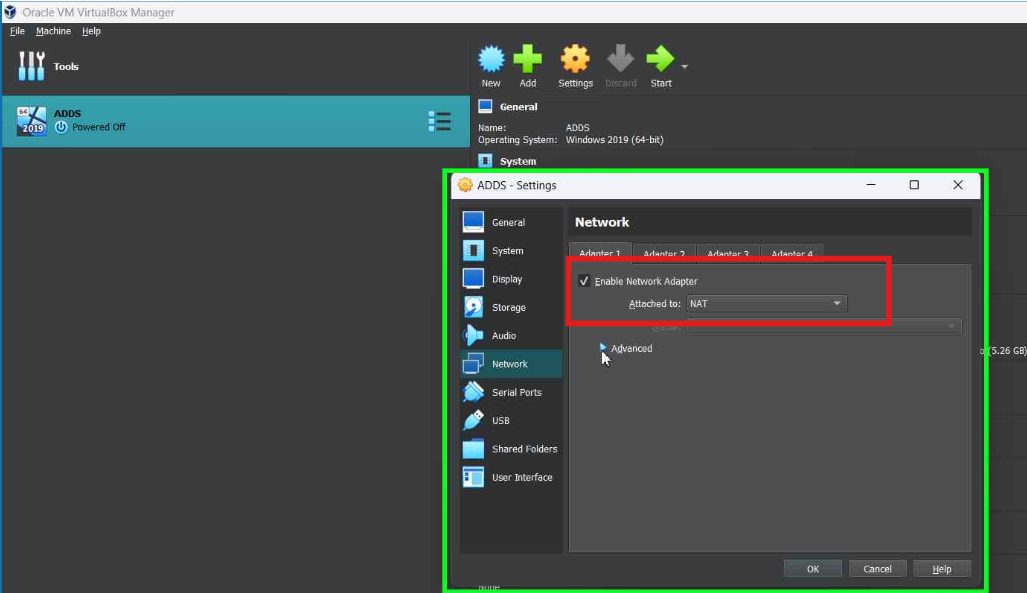 Oracle VM VirtualBox Manager
File Machine Help
Tools
New Add Settings Discard Start
64
2019
ADDS
Powered Off
General
Name: ADDS
Operating System: Windows 2019 (64-bit)
System
ADDS - Settings
General
System
Display
Storage
Audio
Network
Serial Ports
USB
Shared Folders
User Interface
Network
Adapter 1 Adapter 2 Adapter 3 Adapter 4
Enable Network Adapter
Attached to: NAT
Advanced
(5.26 GB)
OK Cancel Help
None